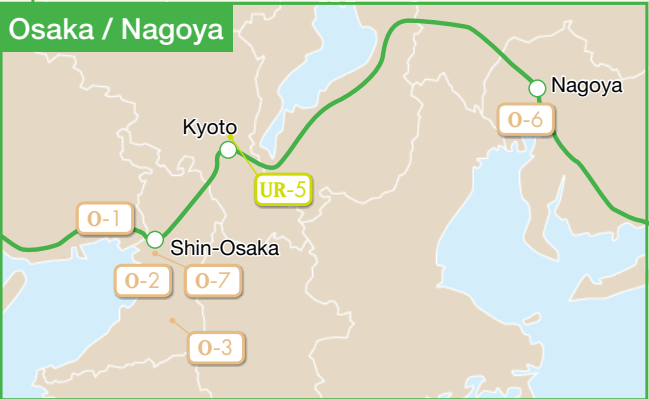 Osaka / Nagoya
Nagoya
O-6
Kyoto
UR-5
O-1
Shin-Osaka
O-2
O-7
O-3